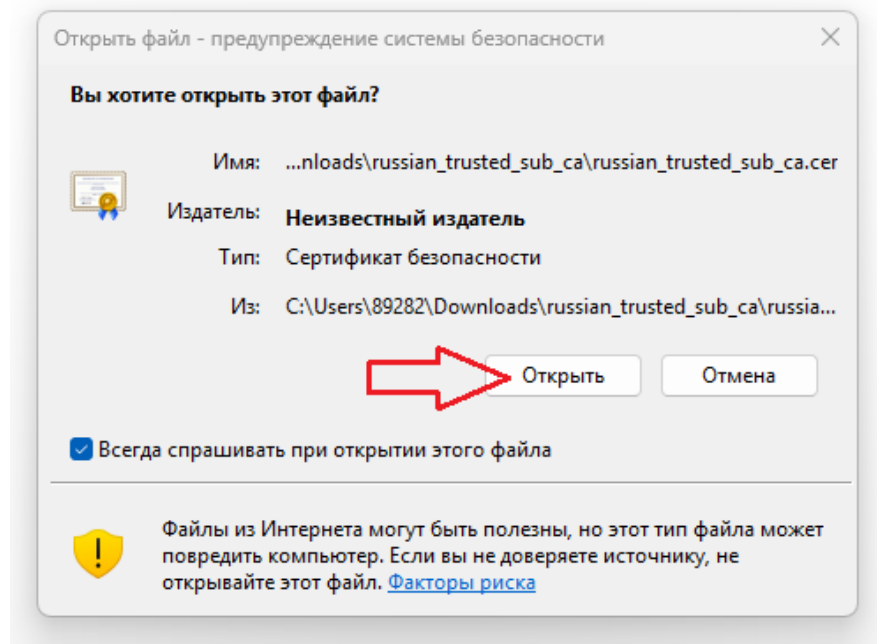 Открыть файл - предупреждение системы безопасности
Вы хотите открыть этот файл?
Имя: ...nloads\russian_trusted_sub_ca\russian_trusted_sub_ca.cer
Издатель: Неизвестный издатель
Тип: Сертификат безопасности
Из: C:\Users\89282\Downloads\russian_trusted_sub_ca\russia...
Открыть Отмена
Всегда спрашивать при открытии этого файла
Файлы из Интернета могут быть полезны, но этот тип файла может
повредить компьютер. Если вы не доверяете источнику, не
открывайте этот файл. Факторы риска